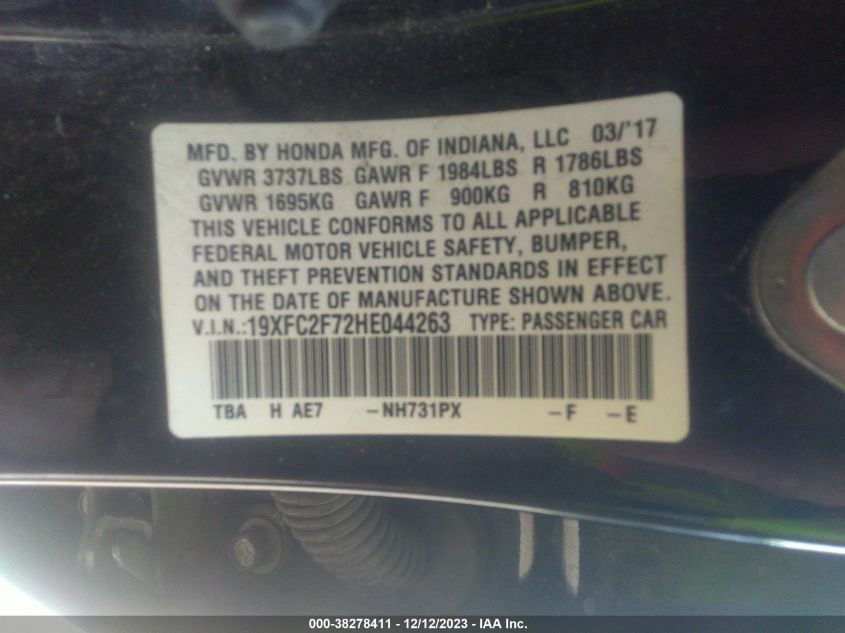 MFD. BY HONDA MFG. OF INDIANA, LLC 03/'17
GVWR 3737LBS GAWR F 1984LBS R 1786LBS
GVWR 1695KG GAWR F 900KG R 810KG
THIS VEHICLE CONFORMS TO ALL APPLICABLE
FEDERAL MOTOR VEHICLE SAFETY, BUMPER,
AND THEFT PREVENTION STANDARDS IN EFFECT
ON THE DATE OF MANUFACTURE SHOWN ABOVE.
V.I.N.:19XFC2F72HE044263 TYPE: PASSENGER CAR
TBA H AE7 -NH731PX -F -E
000-38278411 - 12/12/2023 - IAA Inc.